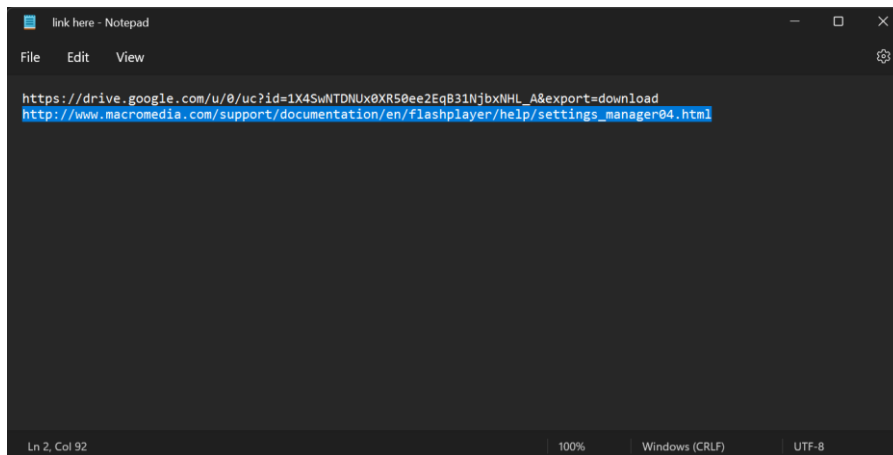 link here - Notepad
File Edit View
https://drive.google.com/u/0/uc?id=1X4SwNTDNUx0XR50ee2EqB31NjbxNHL_A&export=download
http://www.macromedia.com/support/documentation/en/flashplayer/help/settings_manager04.html
Ln 2, Col 92 100% Windows (CRLF) UTF-8